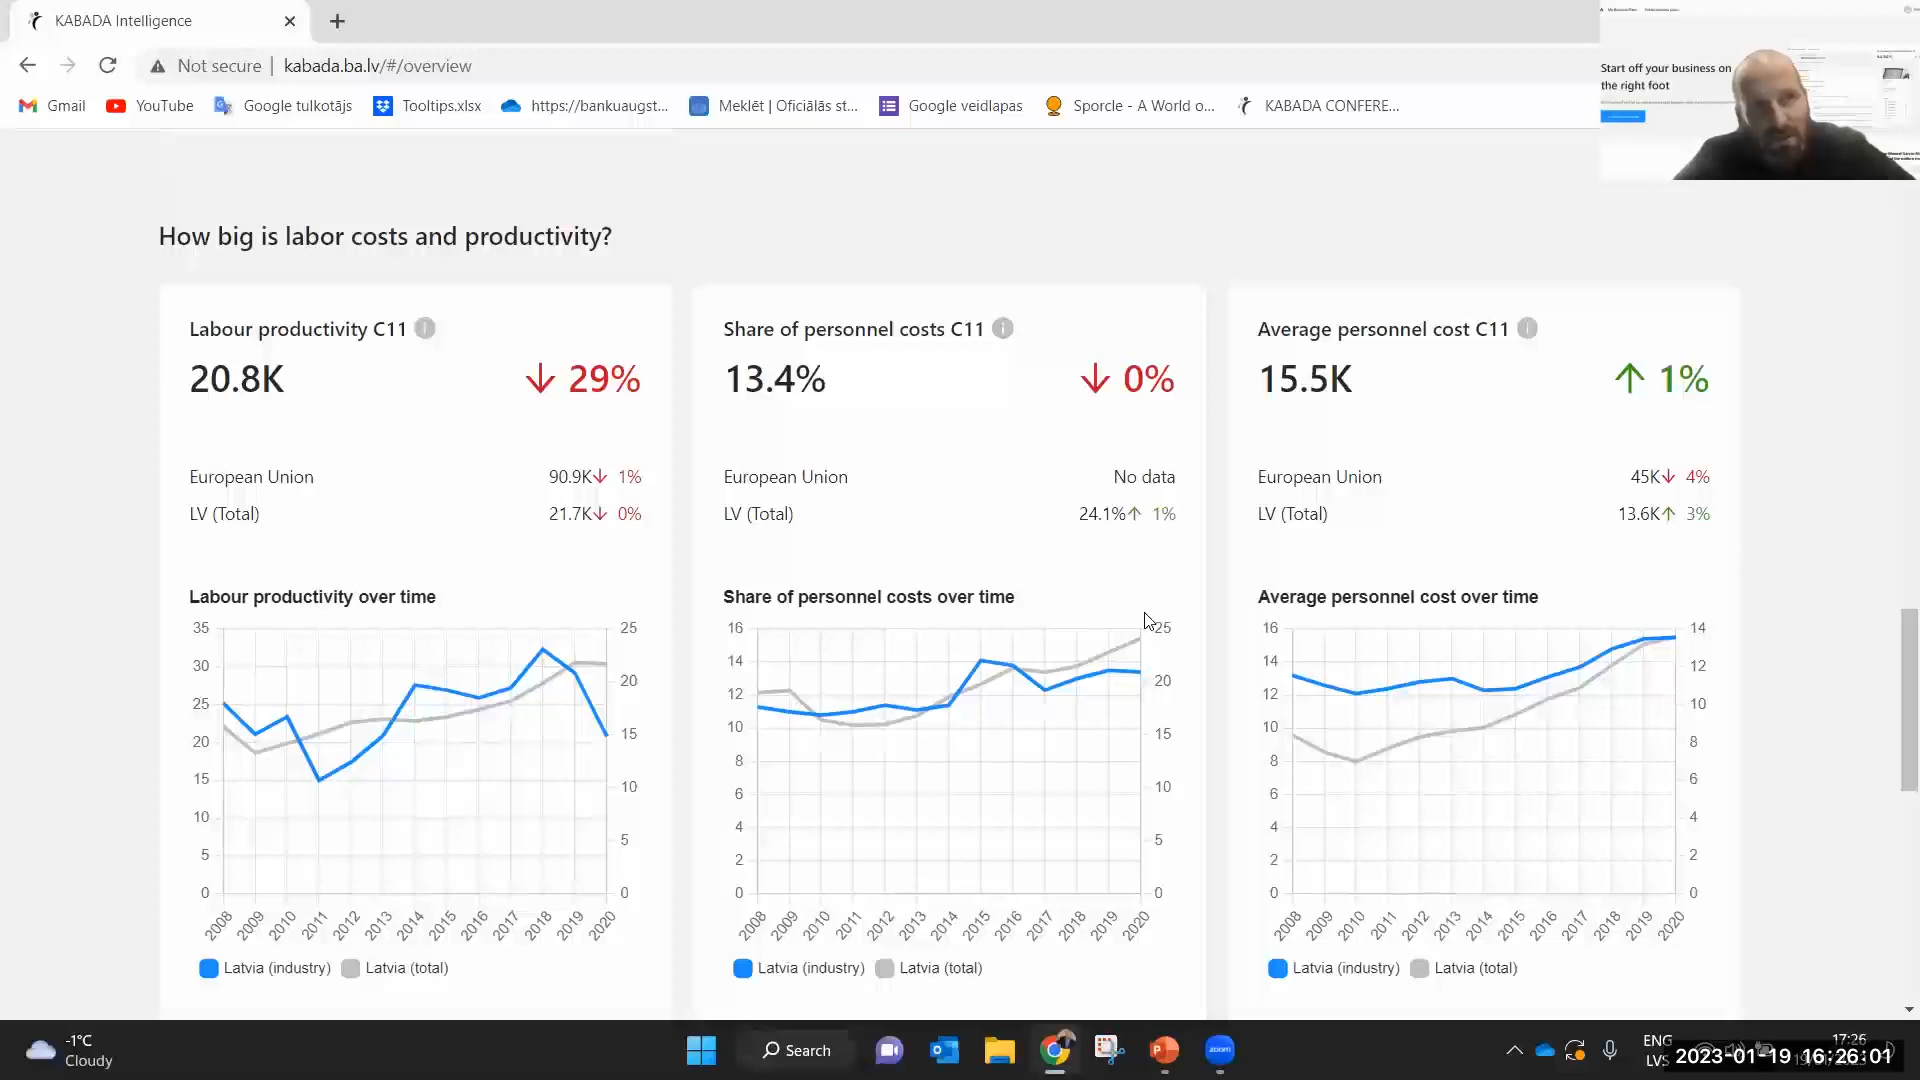 KABADA Intelligence
Not secure kabada.ba.lv/#/overview
Gmail YouTube Google tulkotājs Tooltips.xlsx https://bankuaugst... Meklēt | Oficiālās st... Google veidlapas Sporcle - A World o... KABADA CONFERE...
Start off your business on
the right foot
How big is labor costs and productivity?
Labour productivity C11
20.8K 29%
European Union 90.9K 1%
LV (Total) 21.7K 0%
Labour productivity over time
35 25
30
25 20
20 15
15
10 10
5 5
0 0
2008 2009 2010 2011 2012 2013 2014 2015 2016 2017 2018 2019 2020
Latvia (industry) Latvia (total)
Share of personnel costs C11
13.4% 0%
European Union No data
LV (Total) 24.1% 1%
Share of personnel costs over time
16 25
14
12 20
10 15
8
6 10
4 5
2
0 0
2008 2009 2010 2011 2012 2013 2014 2015 2016 2017 2018 2019 2020
Latvia (industry) Latvia (total)
Average personnel cost C11
15.5K 1%
European Union 45K 4%
LV (Total) 13.6K 3%
Average personnel cost over time
16 14
14 12
12 10
10 8
8
6 6
4 4
2 2
0 0
2008 2009 2010 2011 2012 2013 2014 2015 2016 2017 2018 2019 2020
Latvia (industry) Latvia (total)
-1°C
Cloudy
Search
zoom
ENG
LVS
17:26
2023-01-19 16:26:01